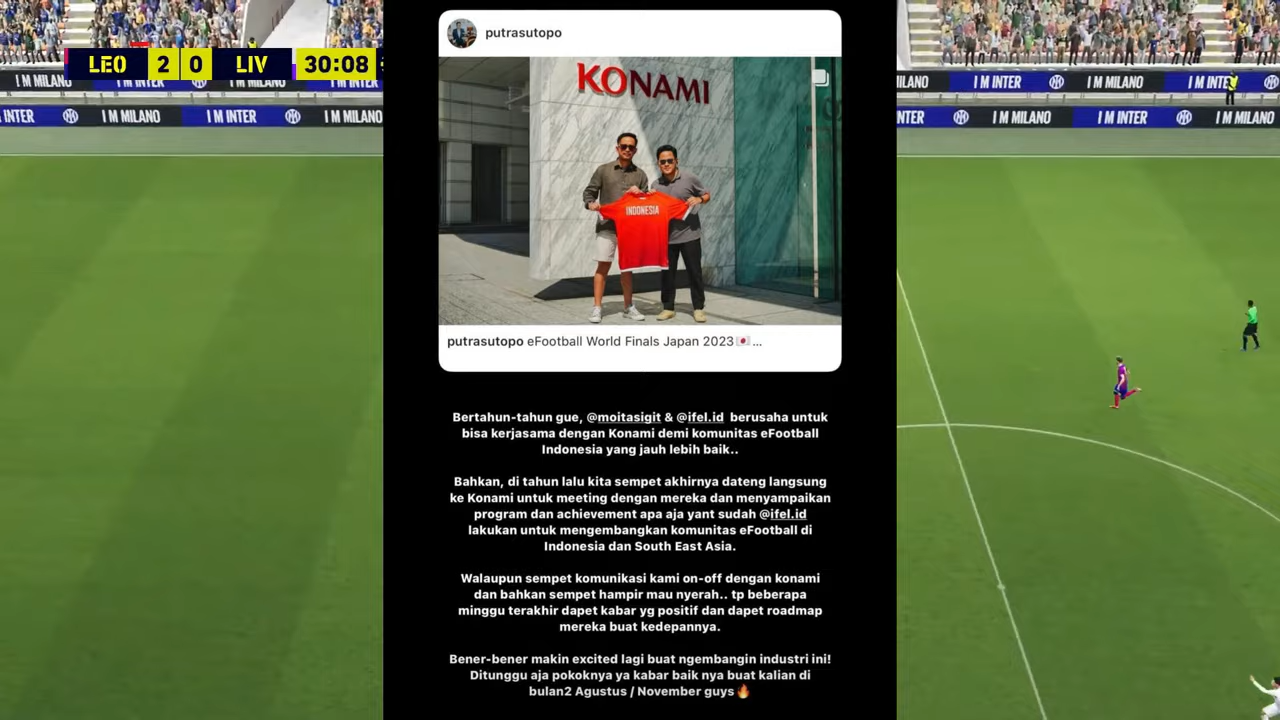 LEO 2 0 LIV 30:08
I M INTER I M MILANO I M INTER
INTER I M MILANO I M INTER I M MILANO
ILANO I M INTER I M MILANO I M INTER
NTER I M MILANO I M INTER I M MILANO
putrasutopo
KONAMI
INDONESIA
putrasutopo eFootball World Finals Japan 2023🇯🇵...
Bertahun-tahun gue, @moitasigit & @ifel.id berusaha untuk
bisa kerjasama dengan Konami demi komunitas eFootball
Indonesia yang jauh lebih baik..
Bahkan, di tahun lalu kita sempet akhirnya dateng langsung
ke Konami untuk meeting dengan mereka dan menyampaikan
program dan achievement apa aja yant sudah @ifel.id
lakukan untuk mengembangkan komunitas eFootball di
Indonesia dan South East Asia.
Walaupun sempet komunikasi kami on-off dengan konami
dan bahkan sempet hampir mau nyerah.. tp beberapa
minggu terakhir dapet kabar yg positif dan dapet roadmap
mereka buat kedepannya.
Bener-bener makin excited lagi buat ngembangin industri ini!
Ditunggu aja pokoknya ya kabar baik nya buat kalian di
bulan2 Agustus / November guys🔥